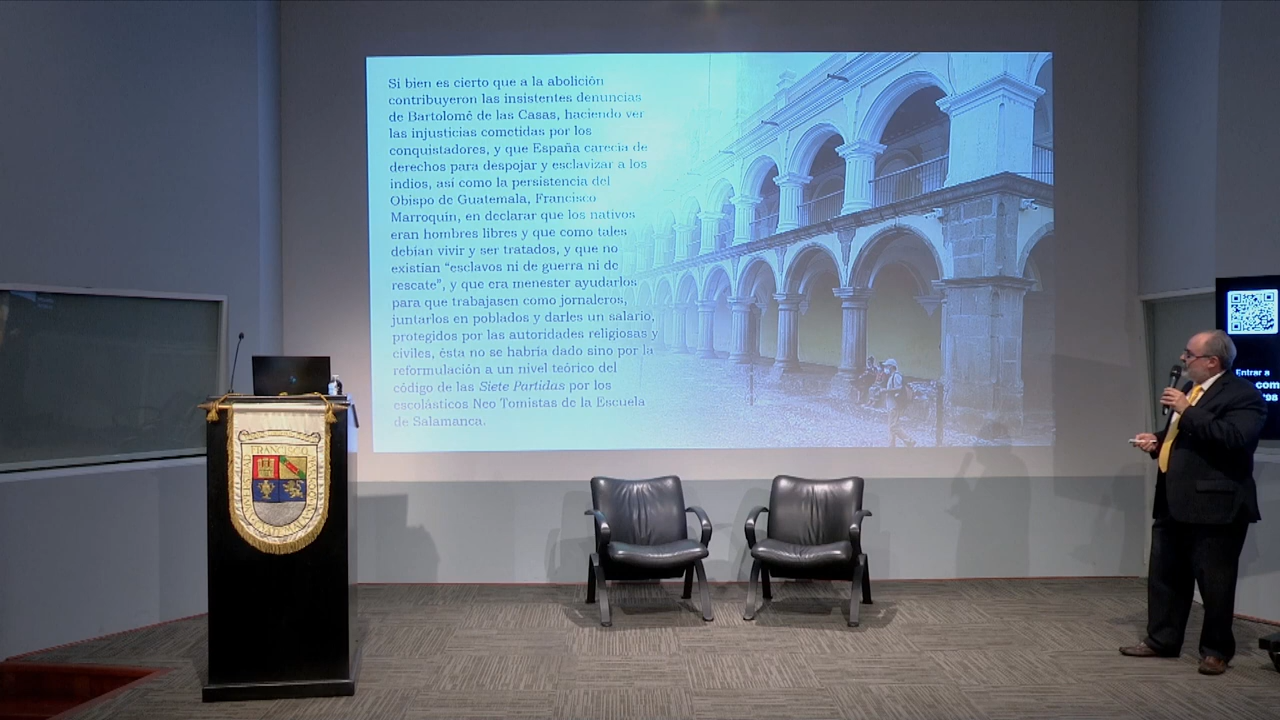 Si bien es cierto que a la abolición
contribuyeron las insistentes denuncias
de Bartolomé de las Casas, haciendo ver
las injusticias cometidas por los
conquistadores, y que España carecía de
derechos para despojar y esclavizar a los
indios, así como la persistencia del
Obispo de Guatemala, Francisco
Marroquín, en declarar que los nativos
eran hombres libres y que como tales
debían vivir y ser tratados, y que no
existían “esclavos ni de guerra ni de
rescate”, y que era menester ayudarlos
para que trabajasen como jornaleros,
juntarlos en poblados y darles un salario,
protegidos por las autoridades religiosas y
civiles, ésta no se habría dado sino por la
reformulación a un nivel teórico del
código de las Siete Partidas por los
escolásticos Neo Tomistas de la Escuela
de Salamanca.
Entrar a
com
98
FRANCISCO
GUATEMALA